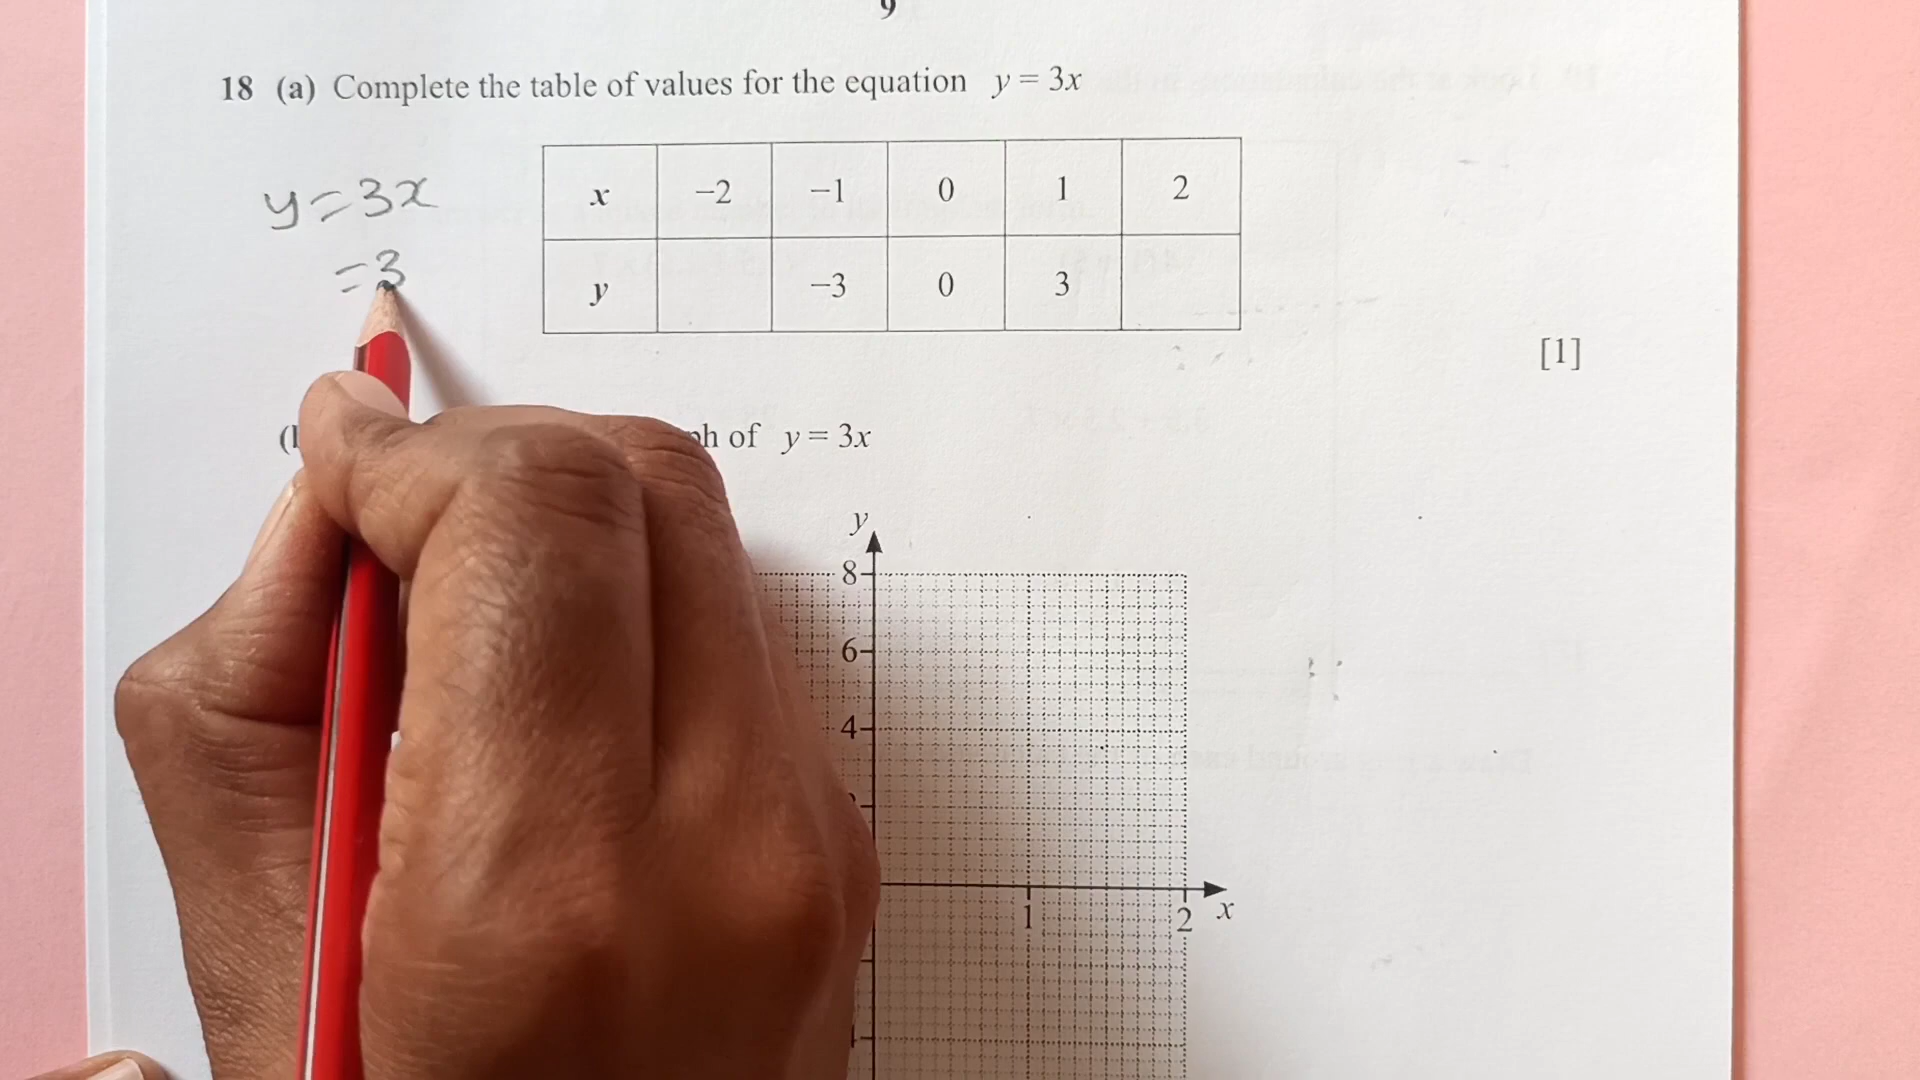 9
18 (a) Complete the table of values for the equation y = 3x
y = 3x
= 3
x −2 −1 0 1 2
y −3 0 3
[1]
of y = 3x
y
8
6
4
1 2 x